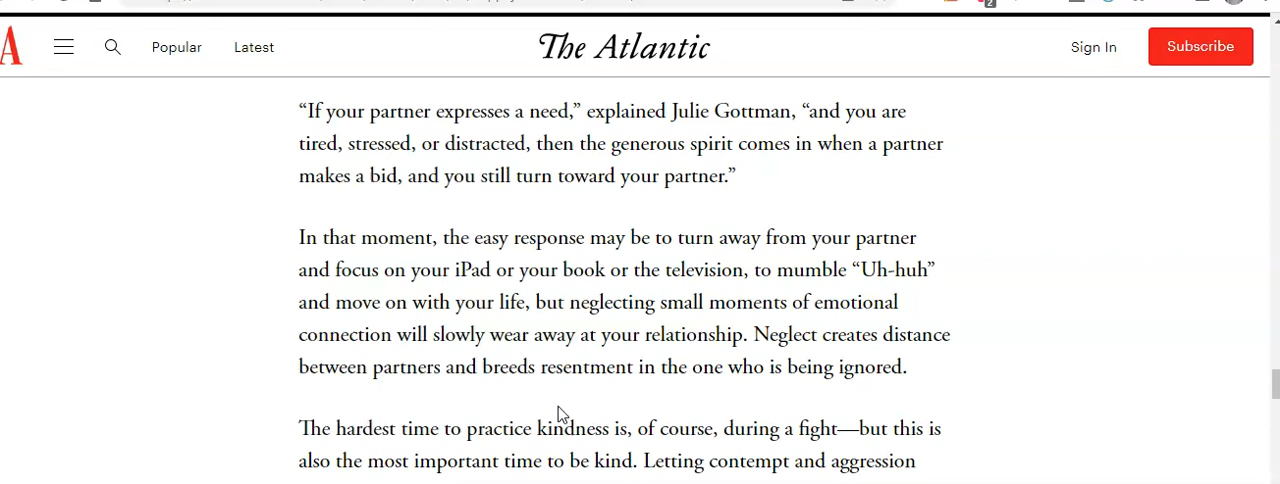 A Popular Latest The Atlantic Sign In Subscribe
2
“If your partner expresses a need,” explained Julie Gottman, “and you are
tired, stressed, or distracted, then the generous spirit comes in when a partner
makes a bid, and you still turn toward your partner.”
In that moment, the easy response may be to turn away from your partner
and focus on your iPad or your book or the television, to mumble “Uh-huh”
and move on with your life, but neglecting small moments of emotional
connection will slowly wear away at your relationship. Neglect creates distance
between partners and breeds resentment in the one who is being ignored.
The hardest time to practice kindness is, of course, during a fight—but this is
also the most important time to be kind. Letting contempt and aggression